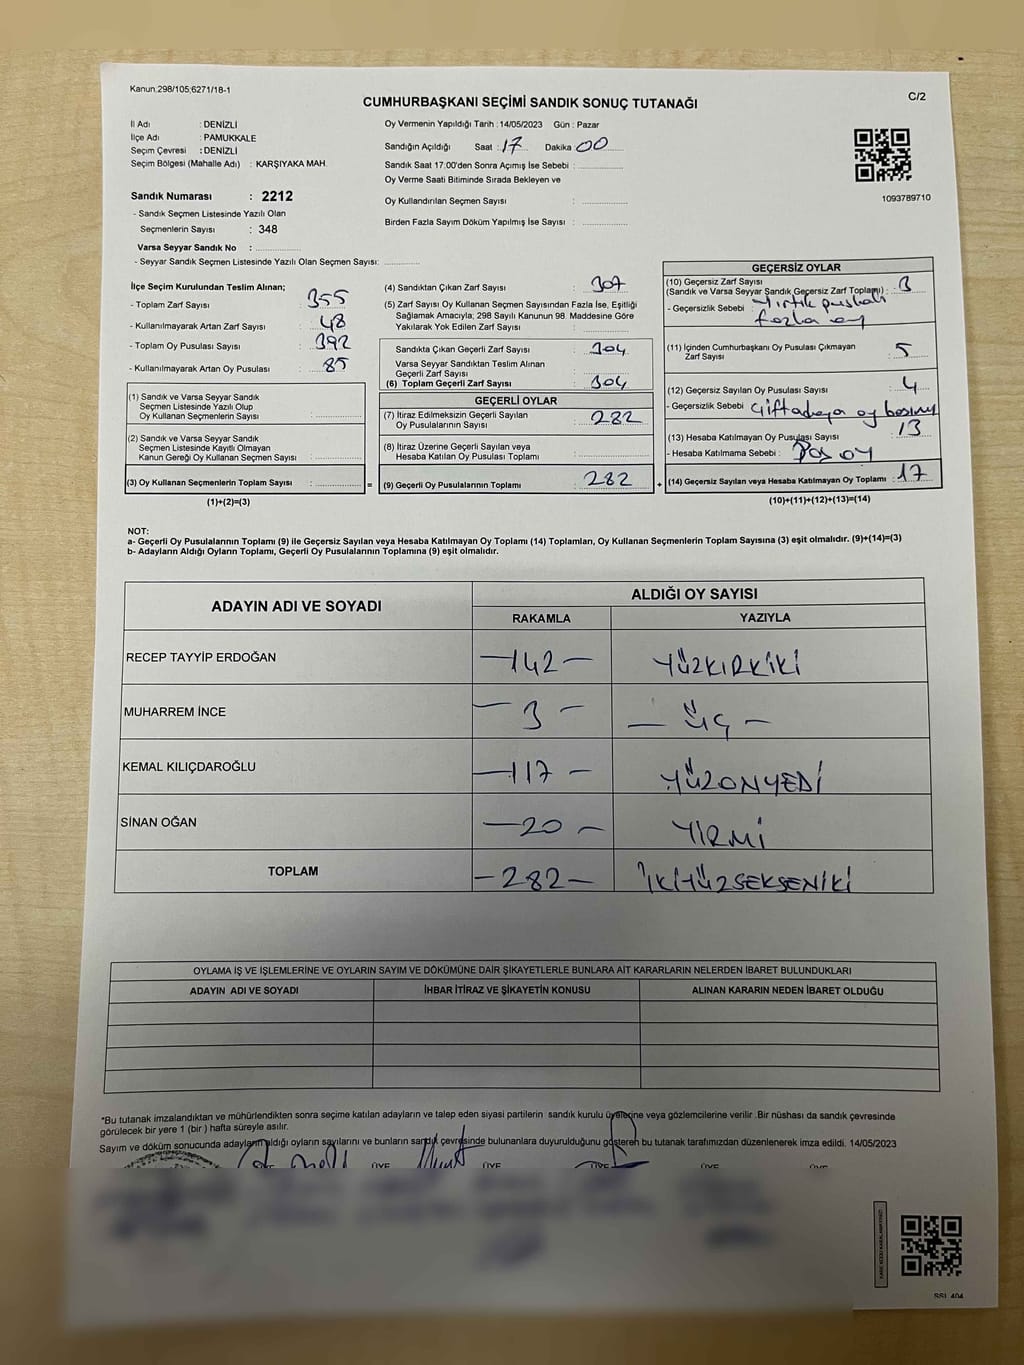 Kanun,298/105,6271/18-1
CUMHURBAŞKANI SEÇİMİ SANDIK SONUÇ TUTANAĞI
C/2
İl Adı : DENİZLİ
İlçe Adı : PAMUKKALE
Seçim Çevresi : DENİZLİ
Seçim Bölgesi (Mahalle Adı) : KARŞIYAKA MAH.
Sandık Numarası : 2212
- Sandık Seçmen Listesinde Yazılı Olan
Seçmenlerin Sayısı : 348
Varsa Seyyar Sandık No :
- Seyyar Sandık Seçmen Listesinde Yazılı Olan Seçmen Sayısı:
Oy Vermenin Yapıldığı Tarih : 14/05/2023 Gün : Pazar
Sandığın Açıldığı Saat : 17 Dakika 00
Sandık Saat 17:00'den Sonra Açımış İse Sebebi :
Oy Verme Saati Bitiminde Sırada Bekleyen ve
Oy Kullandırılan Seçmen Sayısı :
Birden Fazla Sayım Döküm Yapılmış İse Sayısı :
1093789710
İlçe Seçim Kurulundan Teslim Alınan;
- Toplam Zarf Sayısı : 355
- Kullanılmayarak Artan Zarf Sayısı : 48
- Toplam Oy Pusulası Sayısı : 392
- Kullanılmayarak Artan Oy Pusulası : 85
(1) Sandık ve Varsa Seyyar Sandık
Seçmen Listesinde Yazılı Olup
Oy Kullanan Seçmenlerin Sayısı :
(2) Sandık ve Varsa Seyyar Sandık
Seçmen Listesinde Kayıtlı Olmayan
Kanun Gereği Oy Kullanan Seçmen Sayısı :
(3) Oy Kullanan Seçmenlerin Toplam Sayısı :
(1)+(2)=(3)
(4) Sandıktan Çıkan Zarf Sayısı : 307
(5) Zarf Sayısı Oy Kullanan Seçmen Sayısından Fazla İse, Eşitliği
Sağlamak Amacıyla; 298 Sayılı Kanunun 98. Maddesine Göre
Yakılarak Yok Edilen Zarf Sayısı :
Sandıkta Çıkan Geçerli Zarf Sayısı : 304
Varsa Seyyar Sandıktan Teslim Alınan
Geçerli Zarf Sayısı :
(6) Toplam Geçerli Zarf Sayısı : 304
=
GEÇERLİ OYLAR
(7) İtiraz Edilmeksizin Geçerli Sayılan
Oy Pusulalarının Sayısı : 282
(8) İtiraz Üzerine Geçerli Sayılan veya
Hesaba Katılan Oy Pusulası Toplamı :
(9) Geçerli Oy Pusulalarının Toplamı : 282
+
GEÇERSİZ OYLAR
(10) Geçersiz Zarf Sayısı
(Sandık ve Varsa Seyyar Sandık Geçersiz Zarf Toplamı) : 3
- Geçersizlik Sebebi : Yırtık pusulalı
fazla oy
(11) İçinden Cumhurbaşkanı Oy Pusulası Çıkmayan
Zarf Sayısı : 5
(12) Geçersiz Sayılan Oy Pusulası Sayısı : 4
- Geçersizlik Sebebi Çift adaya oy
(13) Hesaba Katılmayan Oy Pusulası Sayısı : 13
- Hesaba Katılmama Sebebi : Boş oy
(14) Geçersiz Sayılan veya Hesaba Katılmayan Oy Toplamı : 17
(10)+(11)+(12)+(13)=(14)
NOT:
a- Geçerli Oy Pusulalarının Toplamı (9) ile Geçersiz Sayılan veya Hesaba Katılmayan Oy Toplamı (14) Toplamları, Oy Kullanan Seçmenlerin Toplam Sayısına (3) eşit olmalıdır. (9)+(14)=(3)
b- Adayların Aldığı Oyların Toplamı, Geçerli Oy Pusulalarının Toplamına (9) eşit olmalıdır.
ADAYIN ADI VE SOYADI
ALDIĞI OY SAYISI
RAKAMLA YAZIYLA
RECEP TAYYİP ERDOĞAN —142— YÜZKIRKİKİ
MUHARREM İNCE — 3 — — ÜÇ —
KEMAL KILIÇDAROĞLU —117— YÜZONYEDİ
SİNAN OĞAN —20— YİRMİ
TOPLAM —282— İKİYÜZSEKSENİKİ
OYLAMA İŞ VE İŞLEMLERİNE VE OYLARIN SAYIM VE DÖKÜMÜNE DAİR ŞİKAYETLERLE BUNLARA AİT KARARLARIN NELERDEN İBARET BULUNDUKLARI
ADAYIN ADI VE SOYADI İHBAR İTİRAZ VE ŞİKAYETİN KONUSU ALINAN KARARIN NEDEN İBARET OLDUĞU
*Bu tutanak imzalandıktan ve mühürlendikten sonra seçime katılan adayların ve talep eden siyasi partilerin sandık kurulu üyelerine veya gözlemcilerine verilir .Bir nüshası da sandık çevresinde
görülecek bir yere 1 (bir ) hafta süreyle asılır.
Sayım ve döküm sonucunda adayların aldığı oyların sayılarını ve bunların sandık çevresinde bulunanlara duyurulduğunu gösteren bu tutanak tarafımızdan düzenlenerek imza edildi. 14/05/2023
ÜYE ÜYE ÜYE ÜYE ÜYE